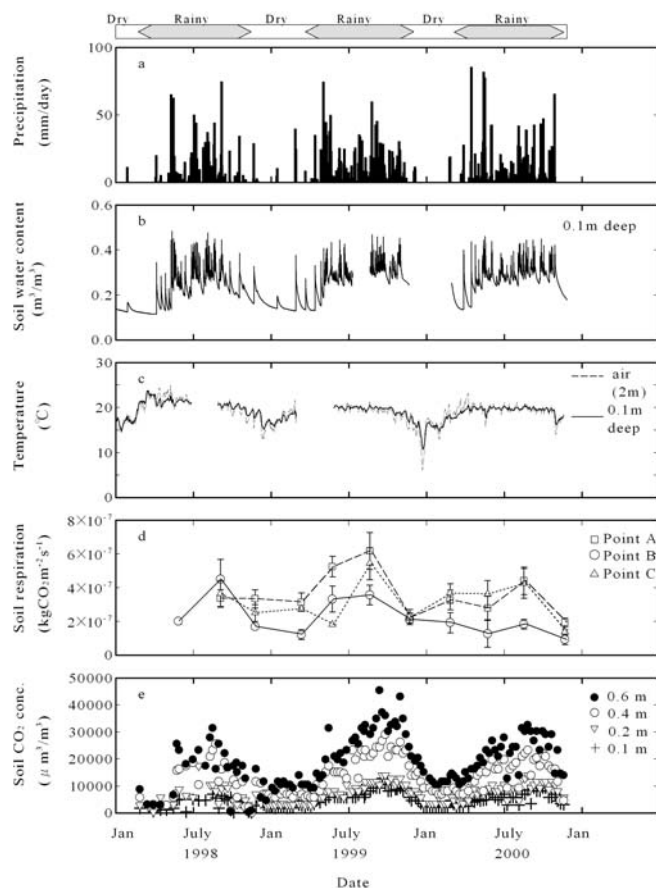 Dry Rainy Dry Rainy Dry Rainy
a
Precipitation
(mm/day)
100
50
0
b
0.1m deep
Soil water content
(m³/m³)
0.6
0.4
0.2
0.0
c
air
(2m)
0.1m
deep
Temperature
(℃)
30
20
10
0
d
Point A
Point B
Point C
Soil respiration
(kgCO₂m⁻²s⁻¹)
8×10⁻⁷
6×10⁻⁷
4×10⁻⁷
2×10⁻⁷
0
e
0.6 m
0.4 m
0.2 m
0.1 m
Soil CO₂ conc.
(μm³/m³)
50000
40000
30000
20000
10000
0
Jan July Jan July Jan July Jan
1998 1999 2000
Date